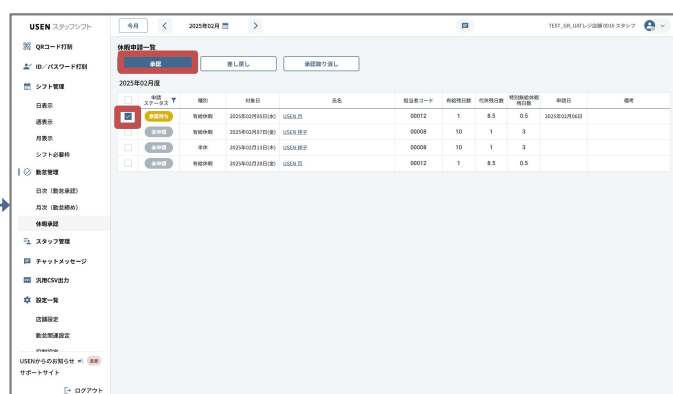 USEN スタッフシフト
今月
2025年02月
TEST_GR_UATレジ店舗 0016 スタシフ
QRコード打刻
ID／パスワード打刻
シフト管理
日表示
週表示
月表示
シフト必要枠
勤怠管理
日次（勤怠承認）
月次（勤怠締め）
休暇承認
スタッフ管理
チャットメッセージ
汎用CSV出力
設定一覧
店舗設定
勤怠関連設定
USENからのお知らせ
サポートサイト
ログアウト
休暇申請一覧
承認 差し戻し 承認取り消し
2025年02月度
申請ステータス 種別 対象日 氏名 担当者コード 有給残日数 代休残日数 特別無給休暇残日数 申請日 備考
承認待ち 有給休暇 2025年02月05日(水) USEN 月 00012 1 8.5 0.5 2025年02月06日
未申請 有給休暇 2025年02月07日(金) USEN 祥子 00008 10 1 3
未申請 半休 2025年02月13日(木) USEN 祥子 00008 10 1 3
未申請 有給休暇 2025年02月28日(金) USEN 月 00012 1 8.5 0.5